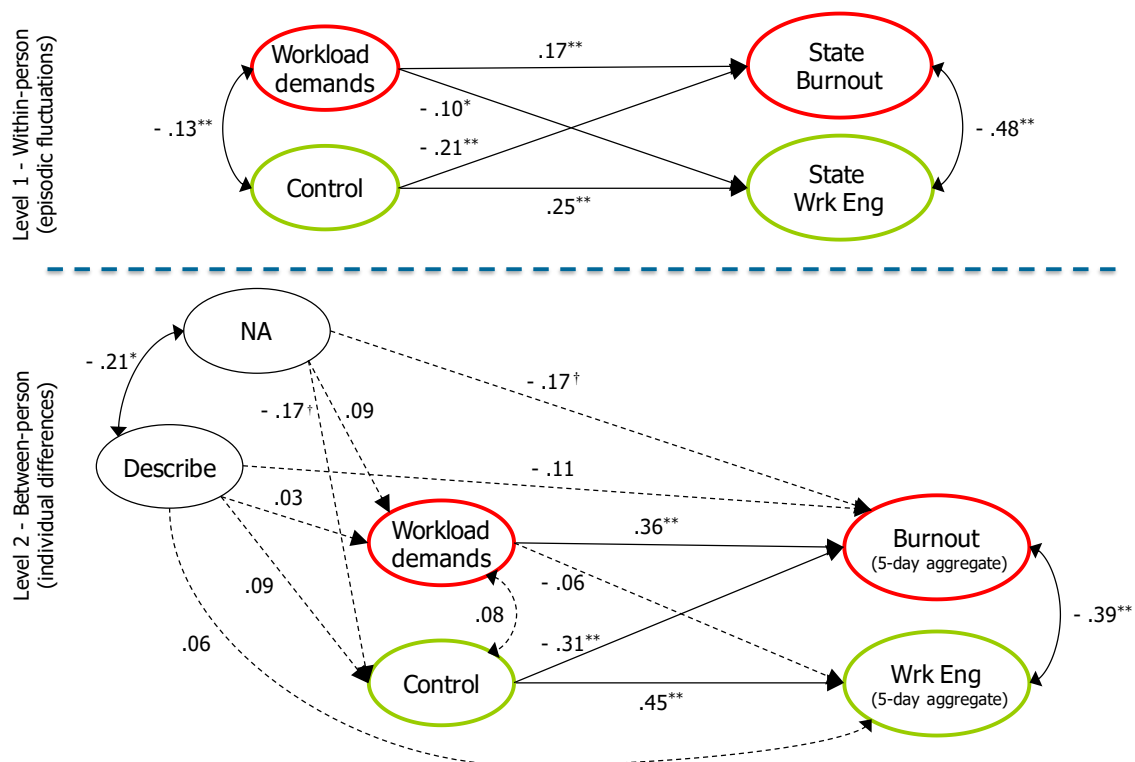 Level 1 - Within-person
(episodic fluctuations)
Workload
demands
.17**
State
Burnout
- .13**
- .10*
- .21**
- .48**
Control
.25**
State
Wrk Eng
Level 2 - Between-person
(individual differences)
NA
- .21*
- .17†
- .17†
.09
Describe
- .11
.03
Workload
demands
.36**
Burnout
(5-day aggregate)
.09
- .06
.08
- .39**
.06
- .31**
Control
.45**
Wrk Eng
(5-day aggregate)